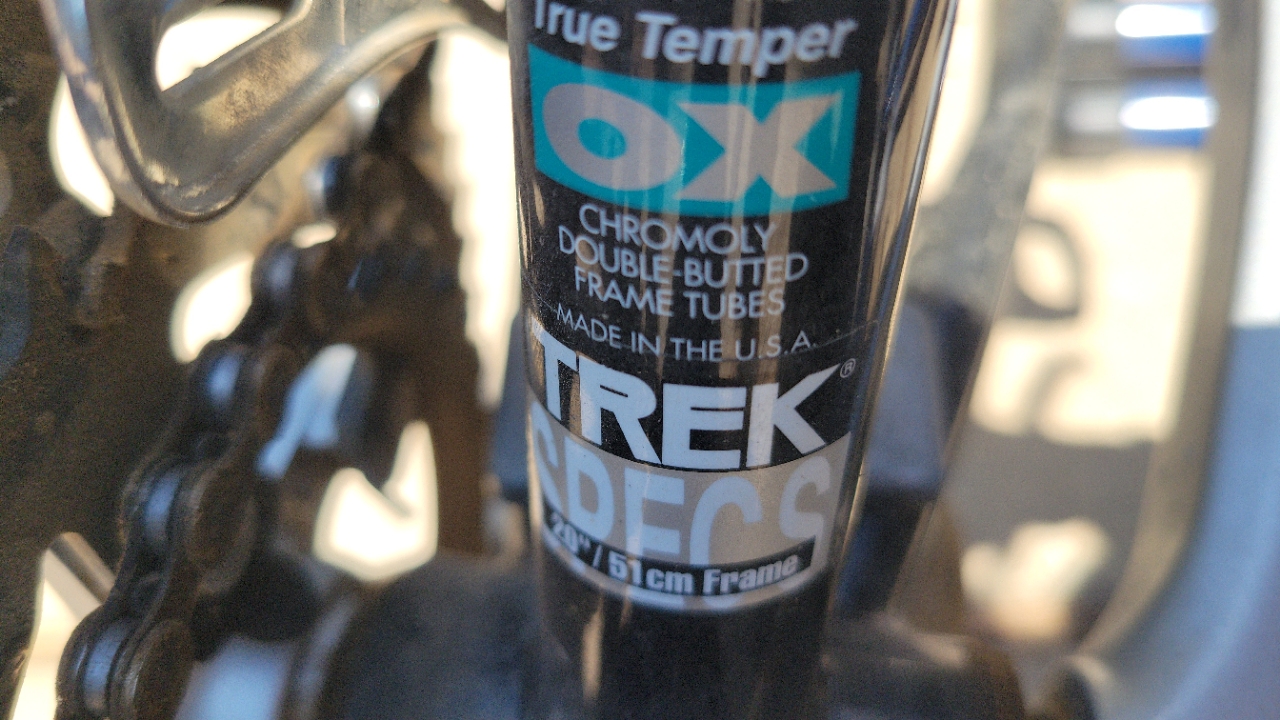 True Temper
OX
CHROMOLY
DOUBLE-BUTTED
FRAME TUBES
MADE IN THE U.S.A.
TREK®
SPECS
20" / 51cm Frame